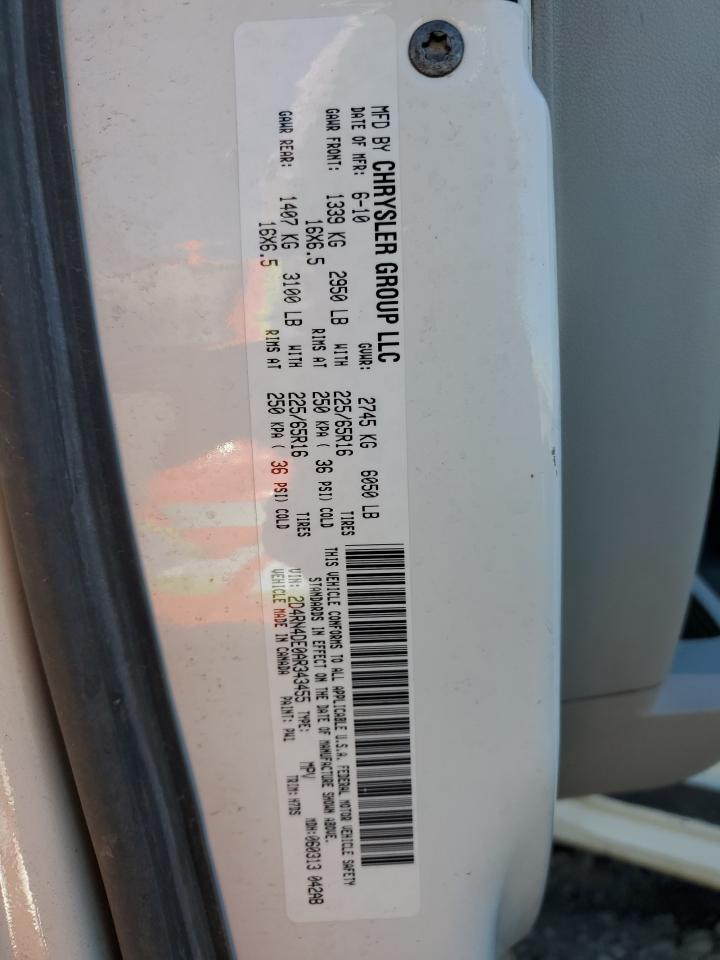 MFD BY CHRYSLER GROUP LLC
DATE OF MFR: 6-10 GVWR: 2745 KG 6050 LB
GAWR FRONT: 1339 KG 2950 LB WITH 225/65R16 TIRES
16X6.5 RIMS AT 250 KPA ( 36 PSI) COLD
GAWR REAR: 1407 KG 3100 LB WITH 225/65R16 TIRES
16X6.5 RIMS AT 250 KPA ( 36 PSI) COLD
THIS VEHICLE CONFORMS TO ALL APPLICABLE U.S.A. FEDERAL MOTOR VEHICLE SAFETY
STANDARDS IN EFFECT ON THE DATE OF MANUFACTURE SHOWN ABOVE.
VIN: 2D4RN4DE0AR343455 TYPE: MPV MDH:060313 042AB
VEHICLE MADE IN CANADA PAINT: PW1 TRIM: M7DS